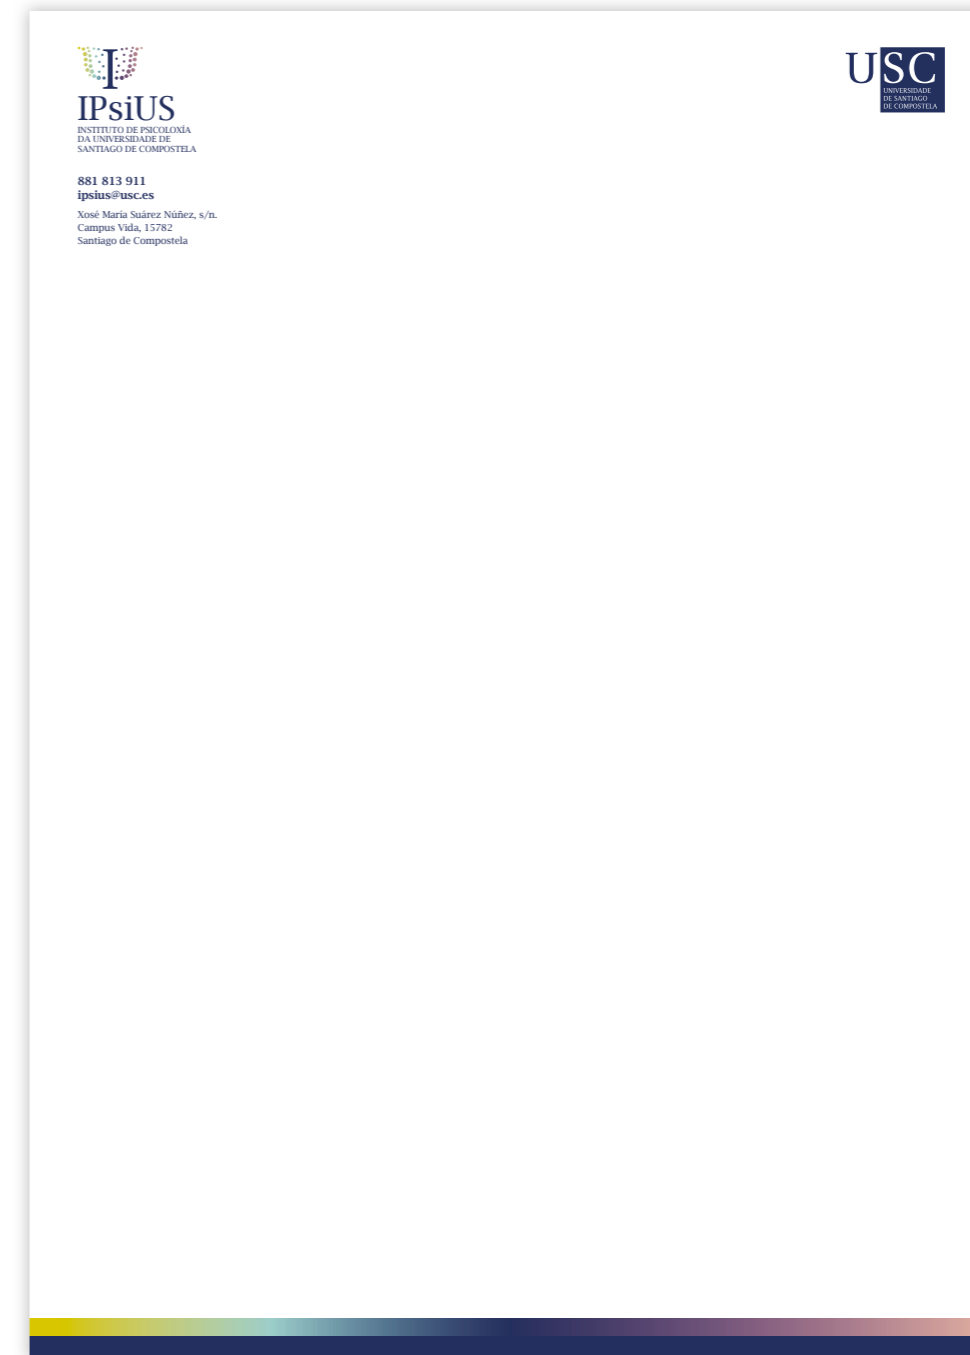 IPsiUS
INSTITUTO DE PSICOLOXÍA
DA UNIVERSIDADE DE
SANTIAGO DE COMPOSTELA
881 813 911
ipsius@usc.es
Xosé María Suárez Núñez, s/n.
Campus Vida, 15782
Santiago de Compostela
USC
UNIVERSIDADE
DE SANTIAGO
DE COMPOSTELA